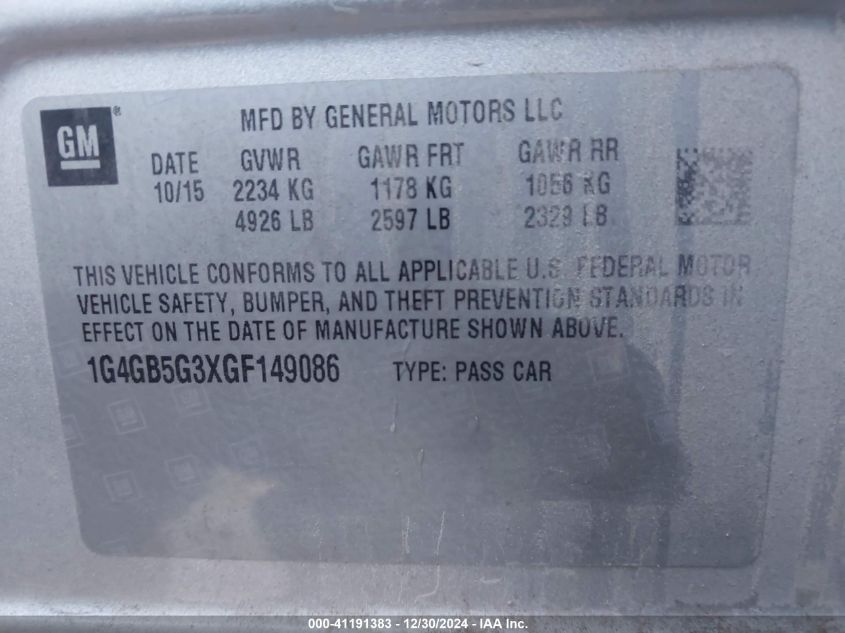 GM
®
MFD BY GENERAL MOTORS LLC
DATE GVWR GAWR FRT GAWR RR
10/15 2234 KG 1178 KG 1056 KG
4926 LB 2597 LB 2329 LB
THIS VEHICLE CONFORMS TO ALL APPLICABLE U.S. FEDERAL MOTOR
VEHICLE SAFETY, BUMPER, AND THEFT PREVENTION STANDARDS IN
EFFECT ON THE DATE OF MANUFACTURE SHOWN ABOVE.
1G4GB5G3XGF149086 TYPE: PASS CAR
000-41191383 - 12/30/2024 - IAA Inc.